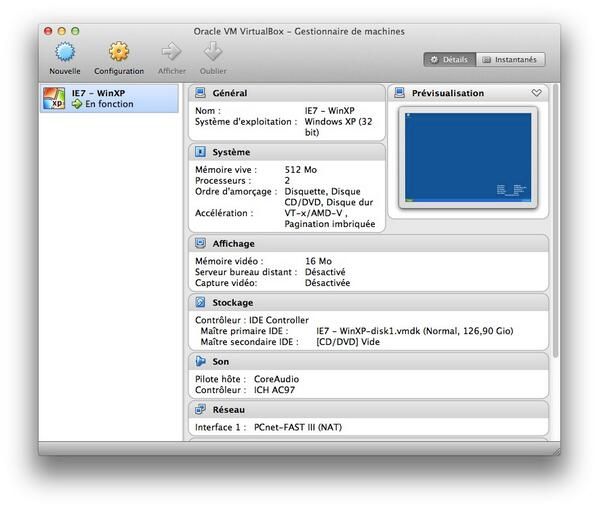 Oracle VM VirtualBox – Gestionnaire de machines
Nouvelle
Configuration
Afficher
Oublier
Détails
Instantanés
IE7 - WinXP
En fonction
Général
Nom : IE7 - WinXP
Système d'exploitation : Windows XP (32
bit)
Prévisualisation
Système
Mémoire vive : 512 Mo
Processeurs : 2
Ordre d'amorçage : Disquette, Disque
CD/DVD, Disque dur
Accélération : VT-x/AMD-V ,
Pagination imbriquée
Affichage
Mémoire vidéo : 16 Mo
Serveur bureau distant : Désactivé
Capture vidéo: Désactivée
Stockage
Contrôleur : IDE Controller
Maître primaire IDE : IE7 - WinXP-disk1.vmdk (Normal, 126,90 Gio)
Maître secondaire IDE : [CD/DVD] Vide
Son
Pilote hôte : CoreAudio
Contrôleur : ICH AC97
Réseau
Interface 1 : PCnet-FAST III (NAT)